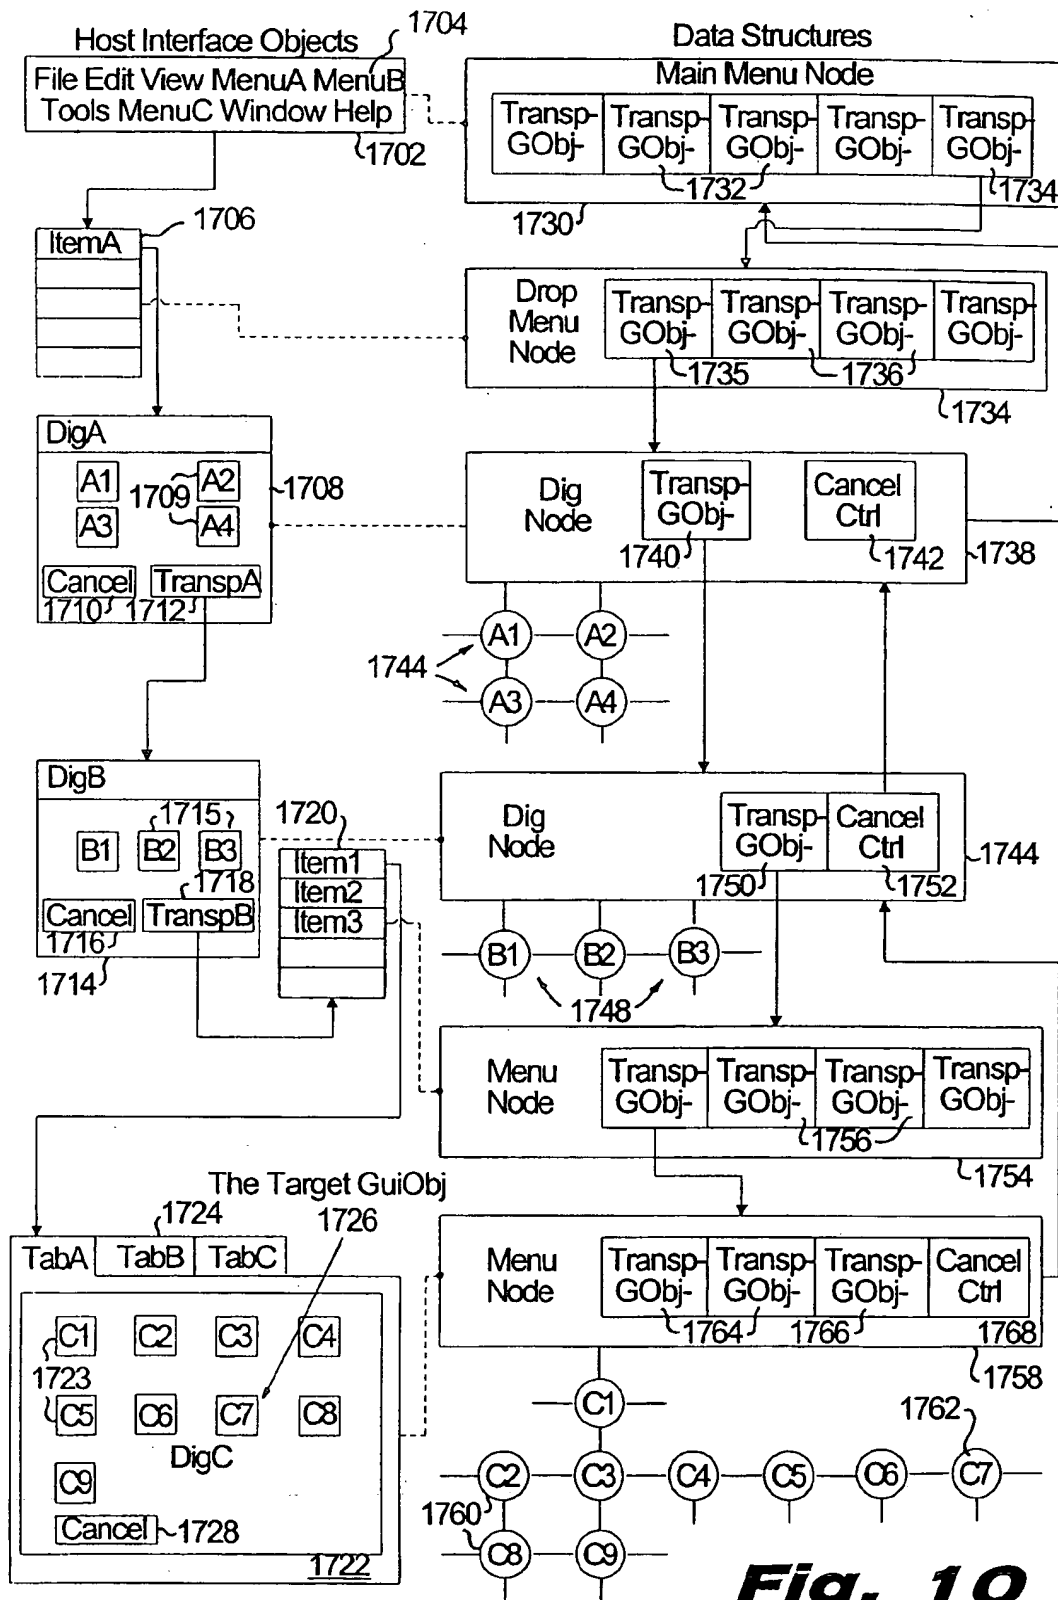 Host Interface Objects
1704
File Edit View MenuA MenuB
Tools MenuC Window Help
1702
1706
ItemA
DigA
A1
A2
1709
A3
A4
1708
Cancel
TranspA
1710
1712
DigB
1715
B1
B2
B3
1718
Cancel
TranspB
1716
1714
1720
Item1
Item2
Item3
The Target GuiObj
1726
1724
TabA
TabB
TabC
C1
C2
C3
C4
1723
C5
C6
C7
C8
DigC
C9
Cancel
1728
1722
Data Structures
Main Menu Node
Transp-
GObj-
Transp-
GObj-
Transp-
GObj-
Transp-
GObj-
Transp-
GObj-
1732
1734
1730
Drop
Menu
Node
Transp-
GObj-
Transp-
GObj-
Transp-
GObj-
Transp-
GObj-
1735
1736
1734
Dig
Node
Transp-
GObj-
Cancel
Ctrl
1740
1742
1738
A1
A2
1744
A3
A4
Dig
Node
Transp-
GObj-
Cancel
Ctrl
1744
1750
1752
B1
B2
B3
1748
Menu
Node
Transp-
GObj-
Transp-
GObj-
Transp-
GObj-
Transp-
GObj-
1756
1754
Menu
Node
Transp-
GObj-
Transp-
GObj-
Transp-
GObj-
Cancel
Ctrl
1764
1766
1768
1758
C1
1762
C2
C3
C4
C5
C6
C7
1760
C8
C9
Fig. 10